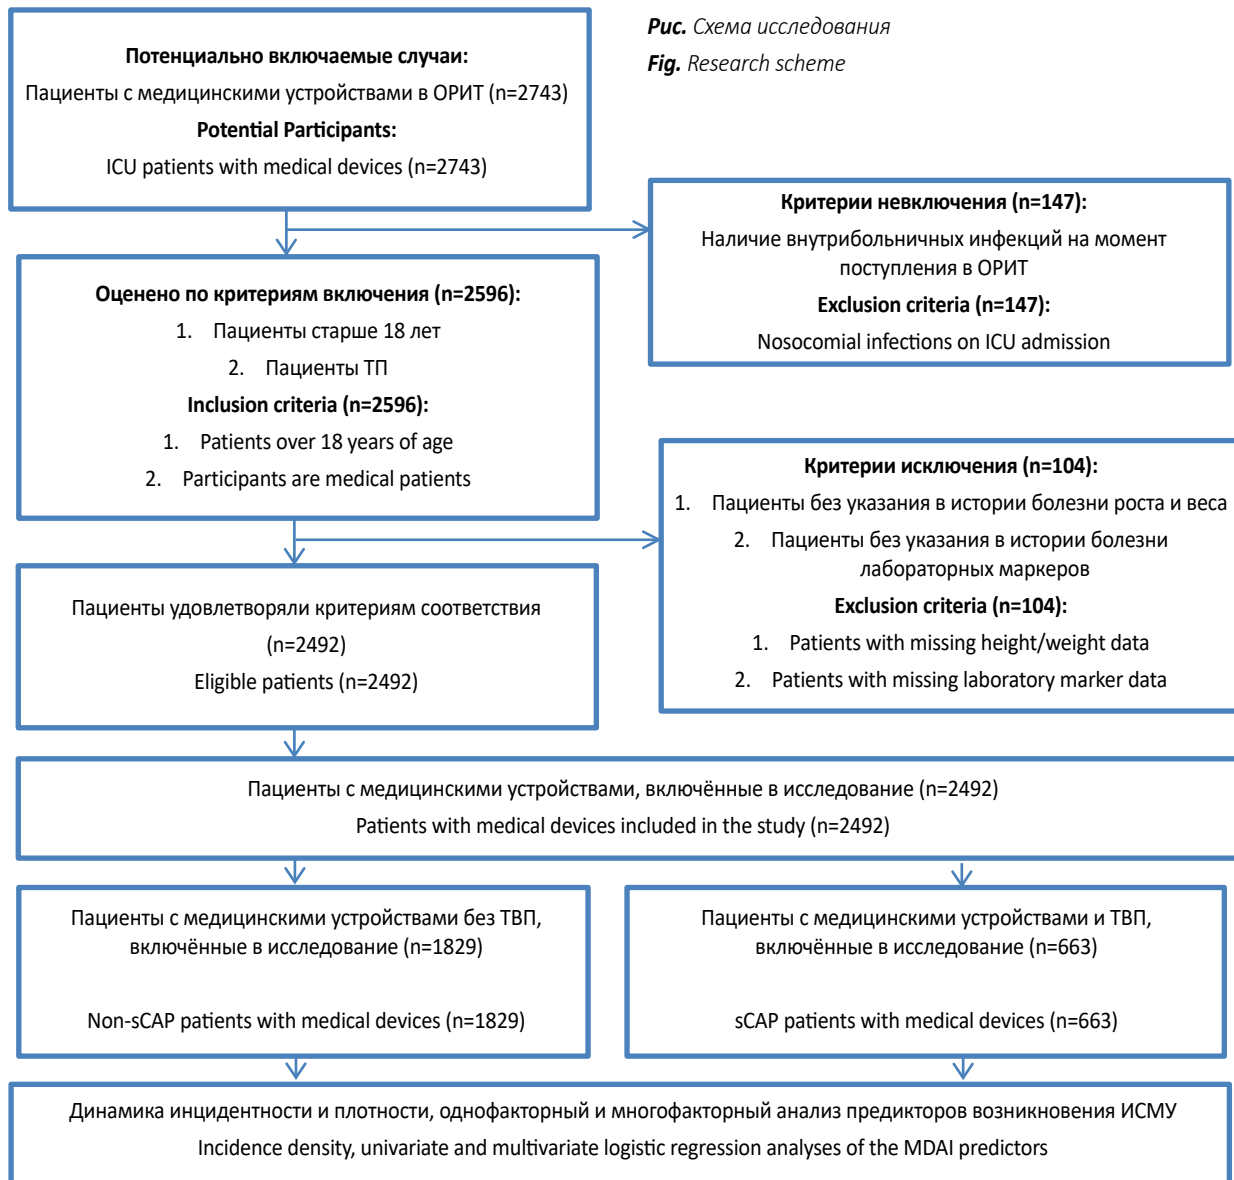 Рис. Схема исследования
Fig. Research scheme
Потенциально включаемые случаи:
Пациенты с медицинскими устройствами в ОРИТ (n=2743)
Potential Participants:
ICU patients with medical devices (n=2743)
Критерии невключения (n=147):
Наличие внутрибольничных инфекций на момент
поступления в ОРИТ
Exclusion criteria (n=147):
Nosocomial infections on ICU admission
Оценено по критериям включения (n=2596):
1. Пациенты старше 18 лет
2. Пациенты ТП
Inclusion criteria (n=2596):
1. Patients over 18 years of age
2. Participants are medical patients
Критерии исключения (n=104):
1. Пациенты без указания в истории болезни роста и веса
2. Пациенты без указания в истории болезни
лабораторных маркеров
Exclusion criteria (n=104):
1. Patients with missing height/weight data
2. Patients with missing laboratory marker data
Пациенты удовлетворяли критериям соответствия
(n=2492)
Eligible patients (n=2492)
Пациенты с медицинскими устройствами, включённые в исследование (n=2492)
Patients with medical devices included in the study (n=2492)
Пациенты с медицинскими устройствами без ТВП,
включённые в исследование (n=1829)
Non-sCAP patients with medical devices (n=1829)
Пациенты с медицинскими устройствами и ТВП,
включённые в исследование (n=663)
sCAP patients with medical devices (n=663)
Динамика инцидентности и плотности, однофакторный и многофакторный анализ предикторов возникновения ИСМУ
Incidence density, univariate and multivariate logistic regression analyses of the MDAI predictors